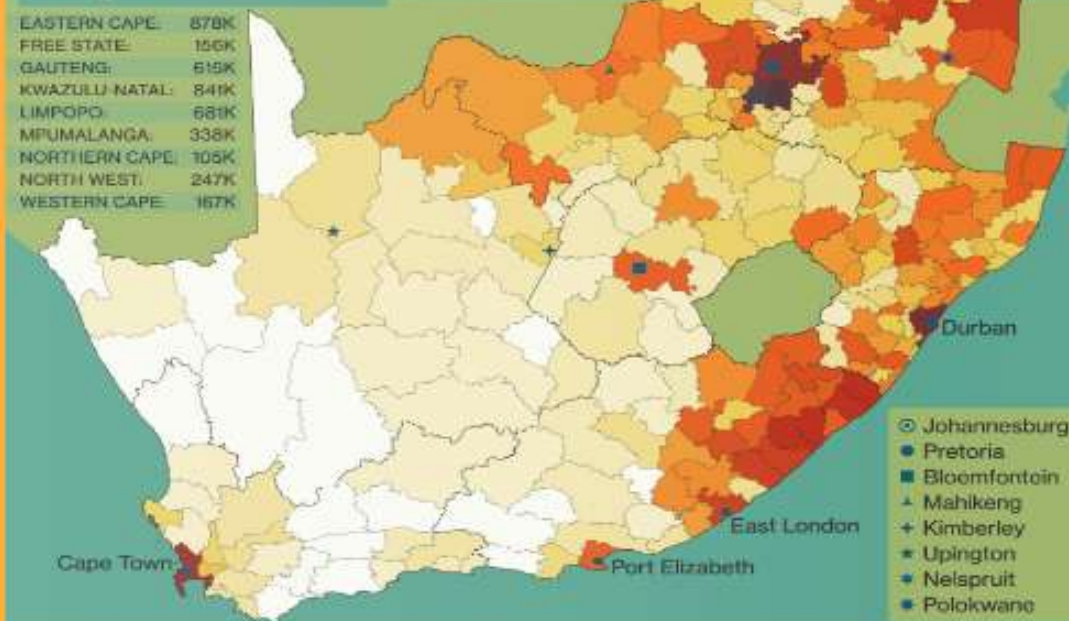 EASTERN CAPE: 878K
FREE STATE: 156K
GAUTENG: 615K
KWAZULU-NATAL: 841K
LIMPOPO: 681K
MPUMALANGA: 338K
NORTHERN CAPE: 105K
NORTH WEST: 247K
WESTERN CAPE: 167K
Durban
East London
Port Elizabeth
Cape Town
Johannesburg
Pretoria
Bloemfontein
Mahikeng
Kimberley
Upington
Nelspruit
Polokwane